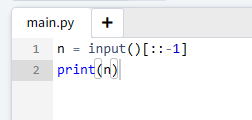 main.py +
1 n = input()[::-1]
2 print(n)